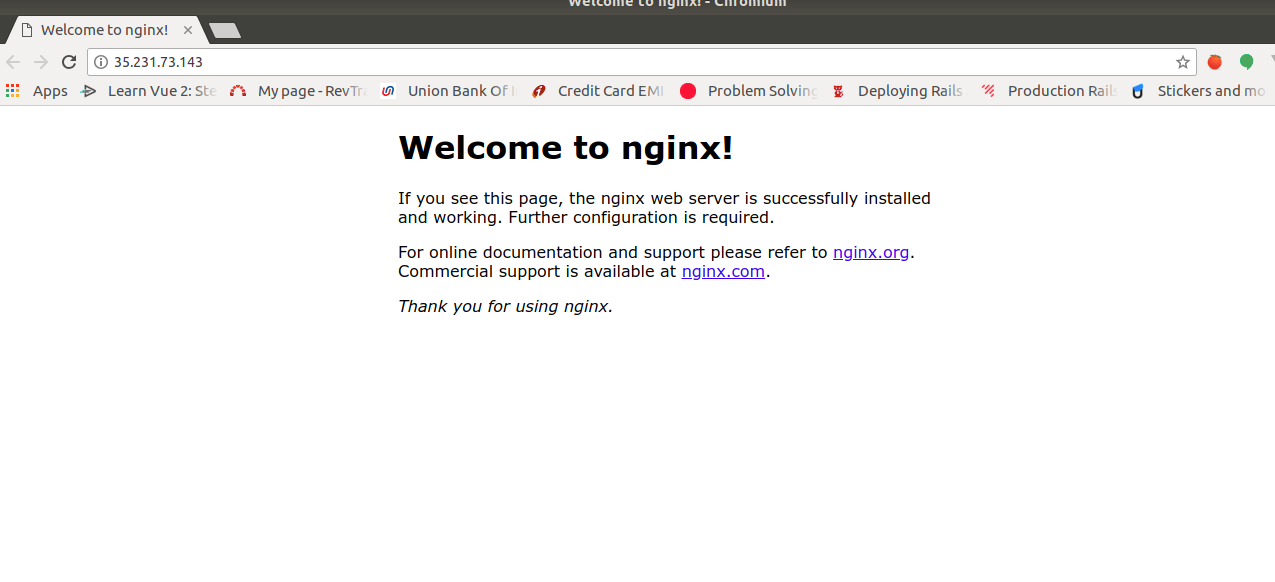 Welcome to nginx! - Chromium
Welcome to nginx!
35.231.73.143
Apps Learn Vue 2: Ste My page - RevTra Union Bank Of Credit Card EMI Problem Solving Deploying Rails Production Rails Stickers and mo
Welcome to nginx!
If you see this page, the nginx web server is successfully installed
and working. Further configuration is required.
For online documentation and support please refer to nginx.org.
Commercial support is available at nginx.com.
Thank you for using nginx.